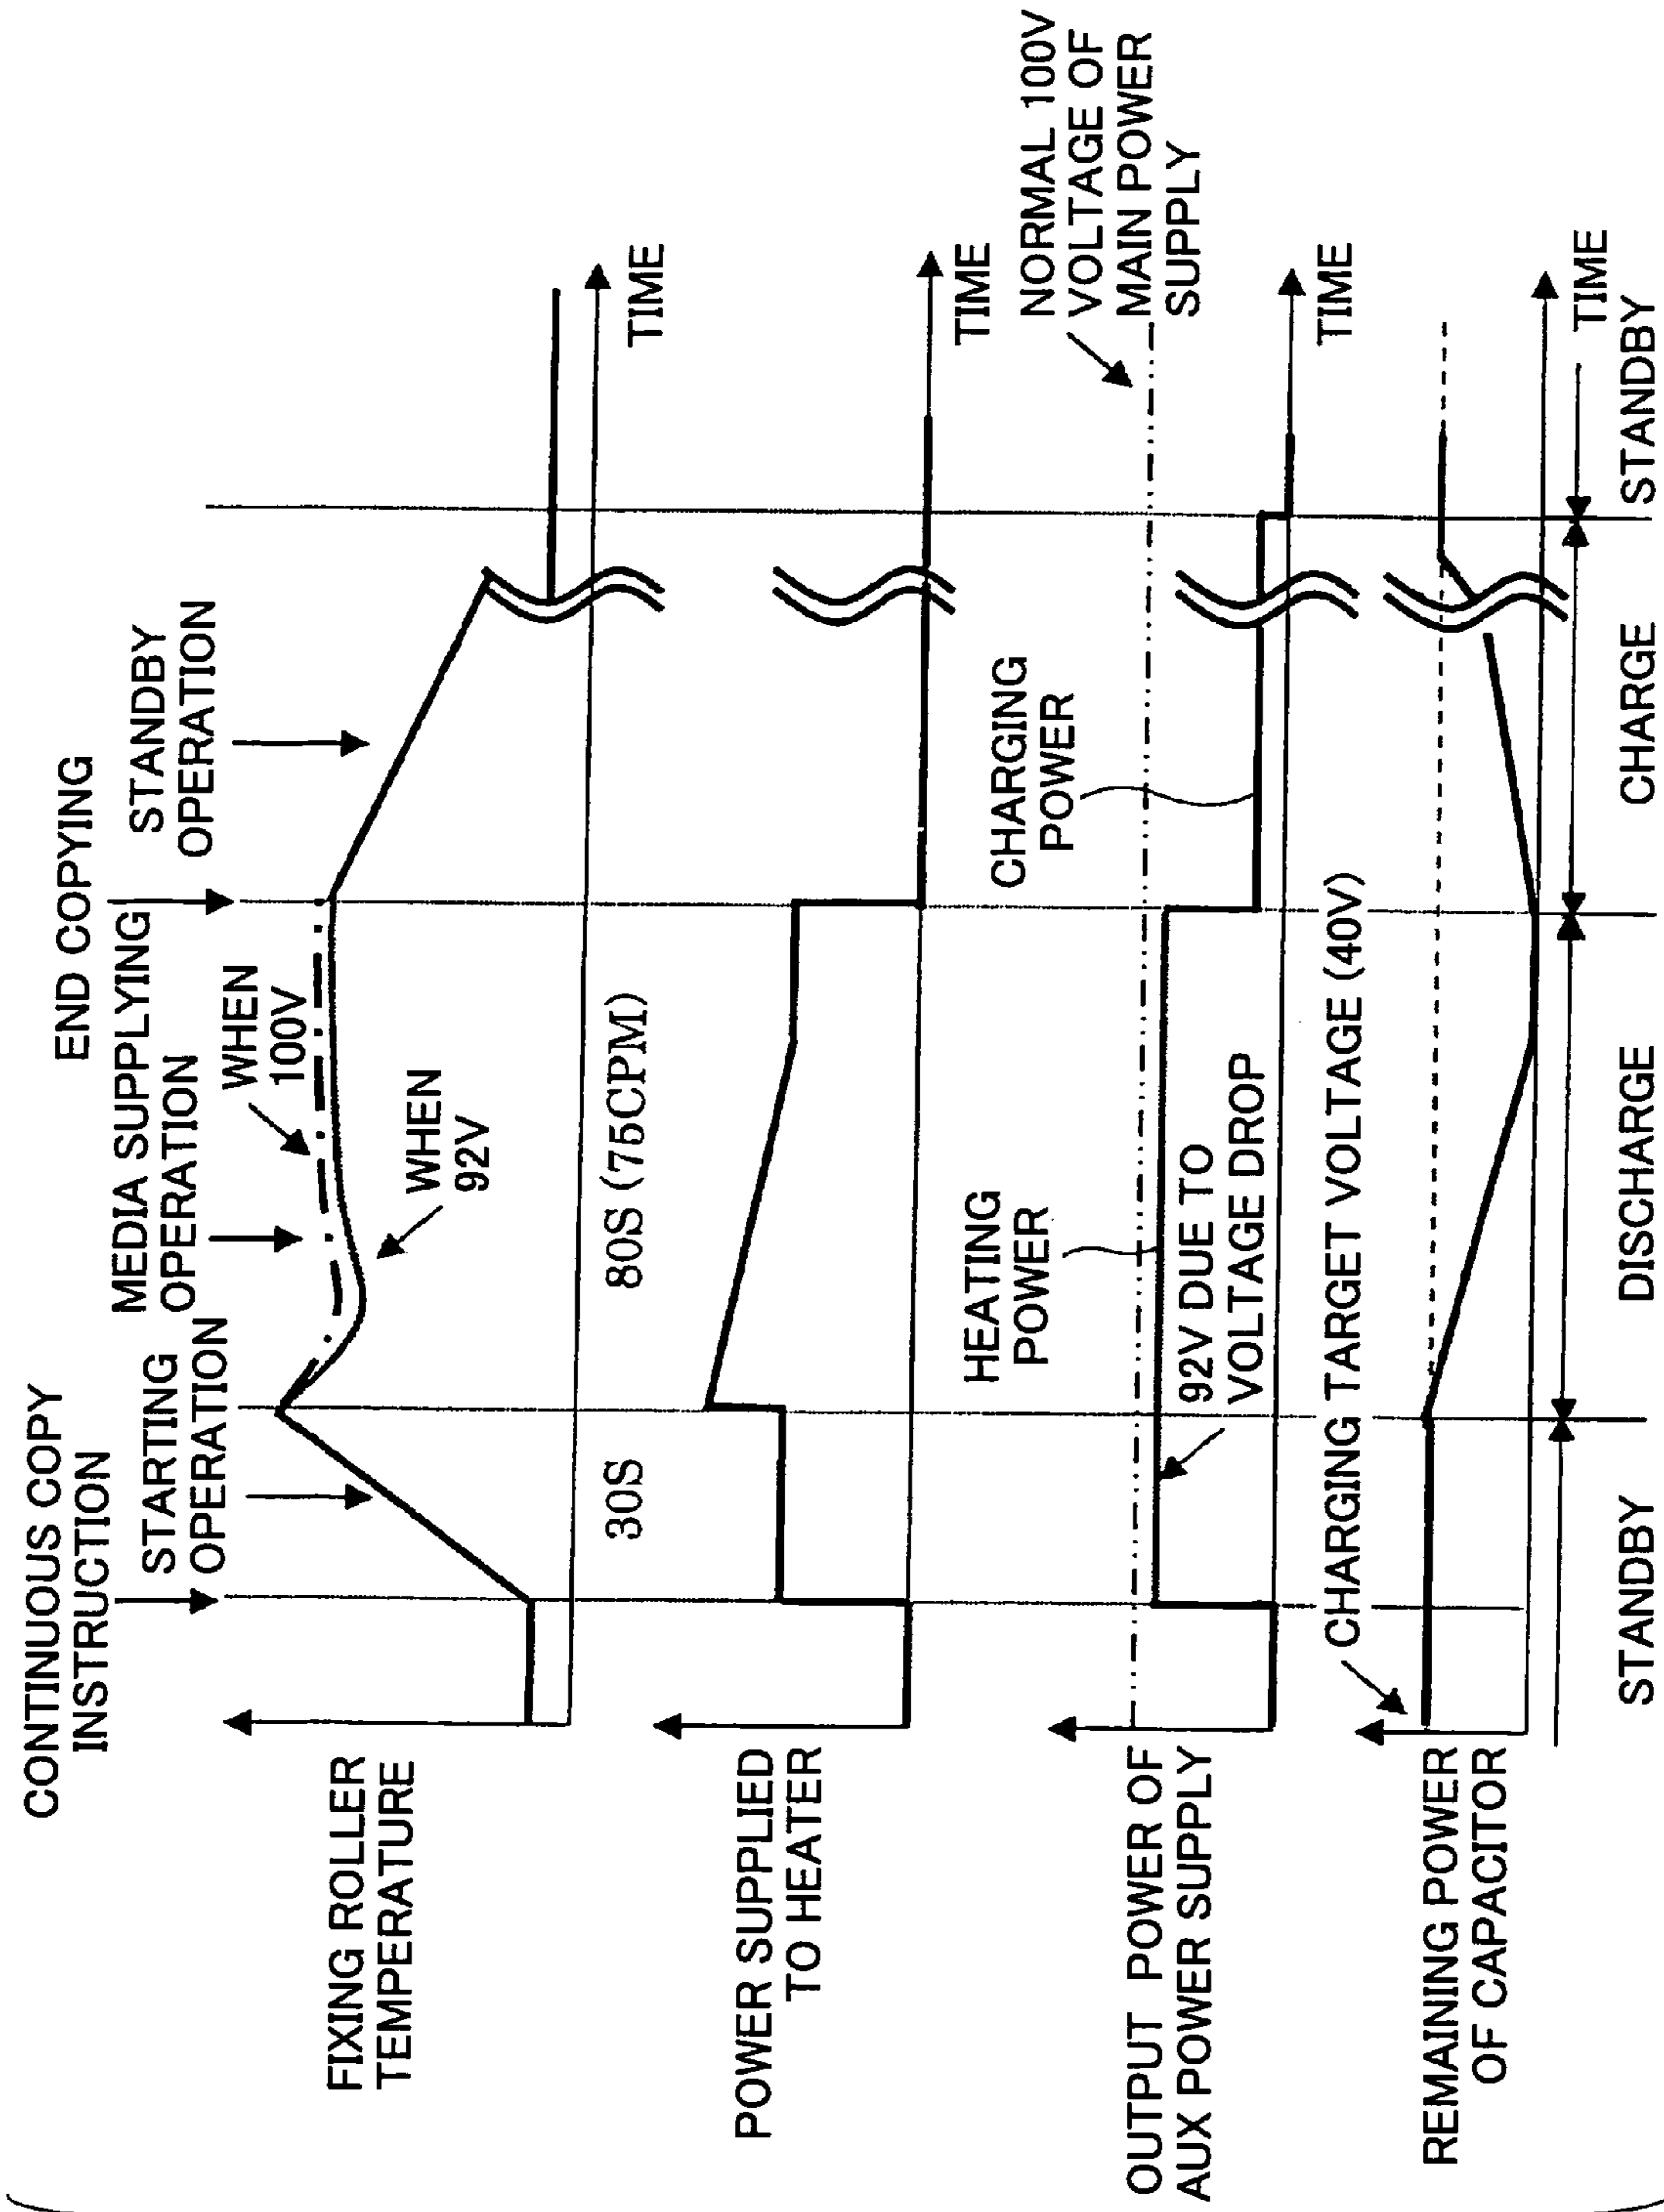 CONTINUOUS COPY
INSTRUCTION
STARTING
OPERATION
MEDIA SUPPLYING
OPERATION
END COPYING
STANDBY
OPERATION
WHEN
100V
WHEN
92V
FIXING ROLLER
TEMPERATURE
TIME
30S
80S (75CPM)
POWER SUPPLIED
TO HEATER
TIME
HEATING
POWER
CHARGING
POWER
NORMAL 100V
VOLTAGE OF
MAIN POWER
SUPPLY
OUTPUT POWER OF
AUX POWER SUPPLY
92V DUE TO
VOLTAGE DROP
TIME
CHARGING TARGET VOLTAGE (40V)
REMAINING POWER
OF CAPACITOR
TIME
STANDBY
DISCHARGE
CHARGE
STANDBY